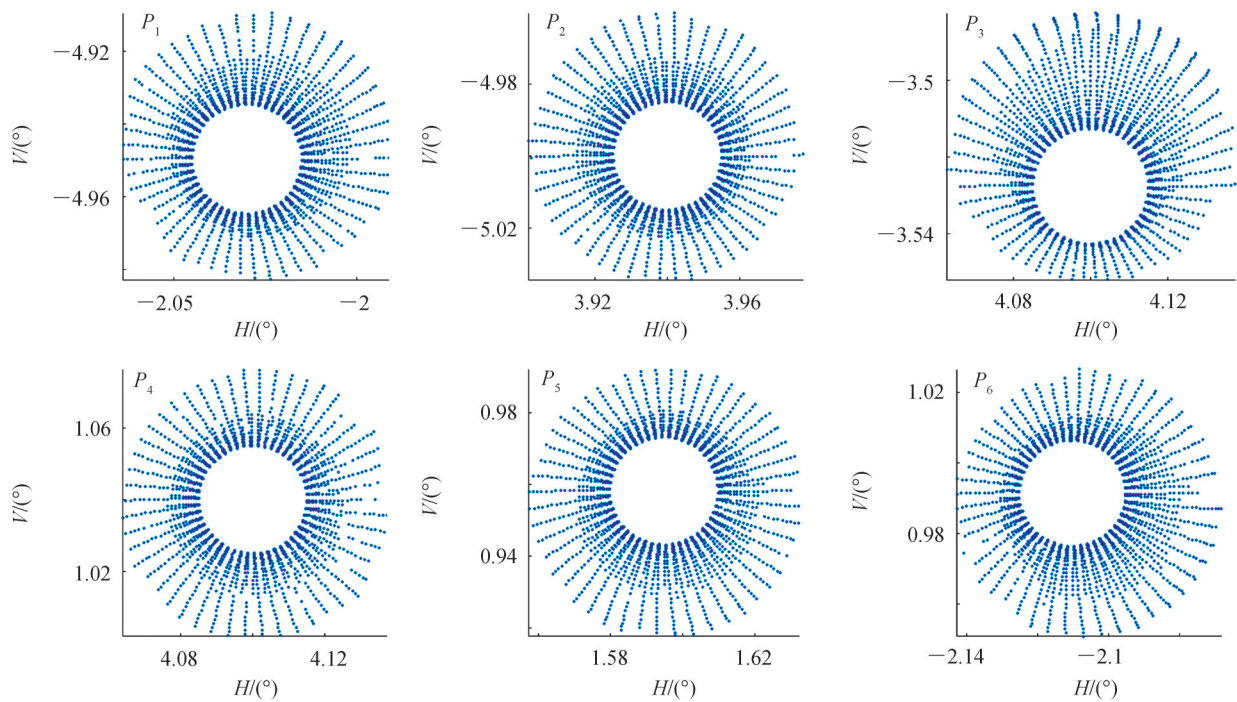 P1
−4.92
−4.96
V/(°)
−2.05
−2
H/(°)
P2
−4.98
−5.02
V/(°)
3.92
3.96
H/(°)
P3
−3.5
−3.54
V/(°)
4.08
4.12
H/(°)
P4
1.06
1.02
V/(°)
4.08
4.12
H/(°)
P5
0.98
0.94
V/(°)
1.58
1.62
H/(°)
P6
1.02
0.98
V/(°)
−2.14
−2.1
H/(°)